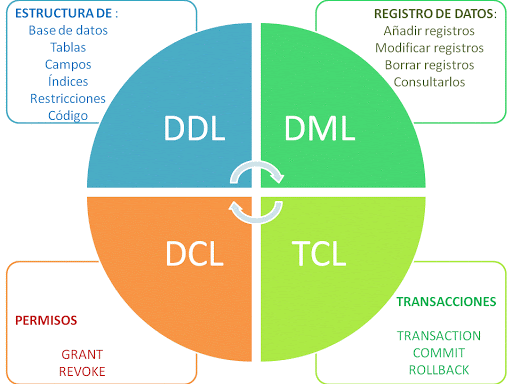 ESTRUCTURA DE :
Base de datos
Tablas
Campos
Índices
Restricciones
Código
REGISTRO DE DATOS:
Añadir registros
Modificar registros
Borrar registros
Consultarlos
DDL
DML
DCL
TCL
PERMISOS
GRANT
REVOKE
TRANSACCIONES
TRANSACTION
COMMIT
ROLLBACK